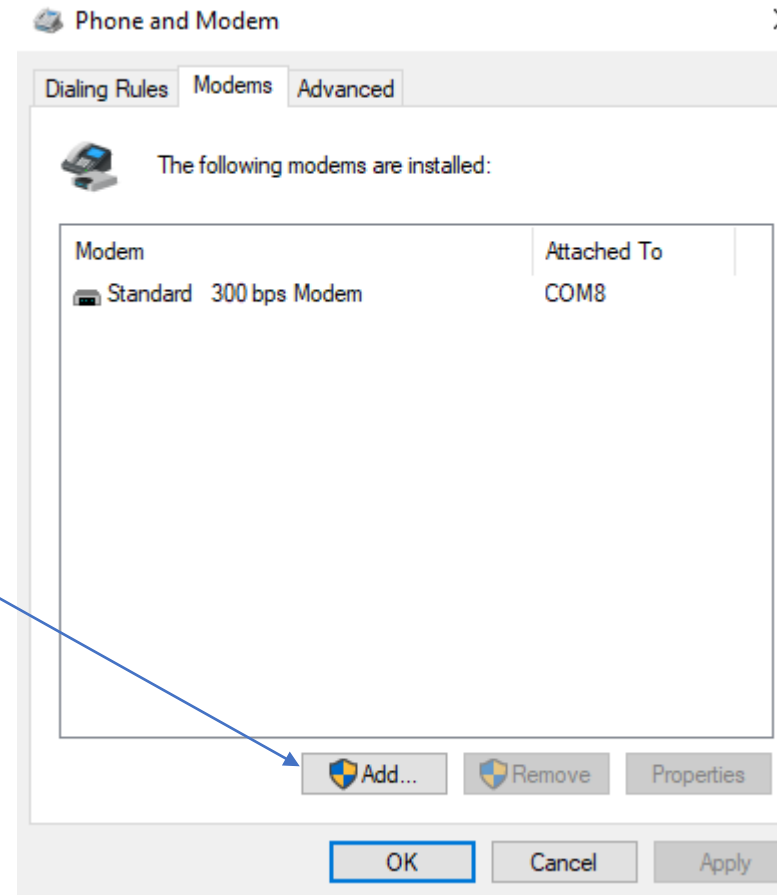 Phone and Modem
Dialing Rules Modems Advanced
The following modems are installed:
Modem Attached To
Standard 300 bps Modem COM8
Add... Remove Properties
OK Cancel Apply